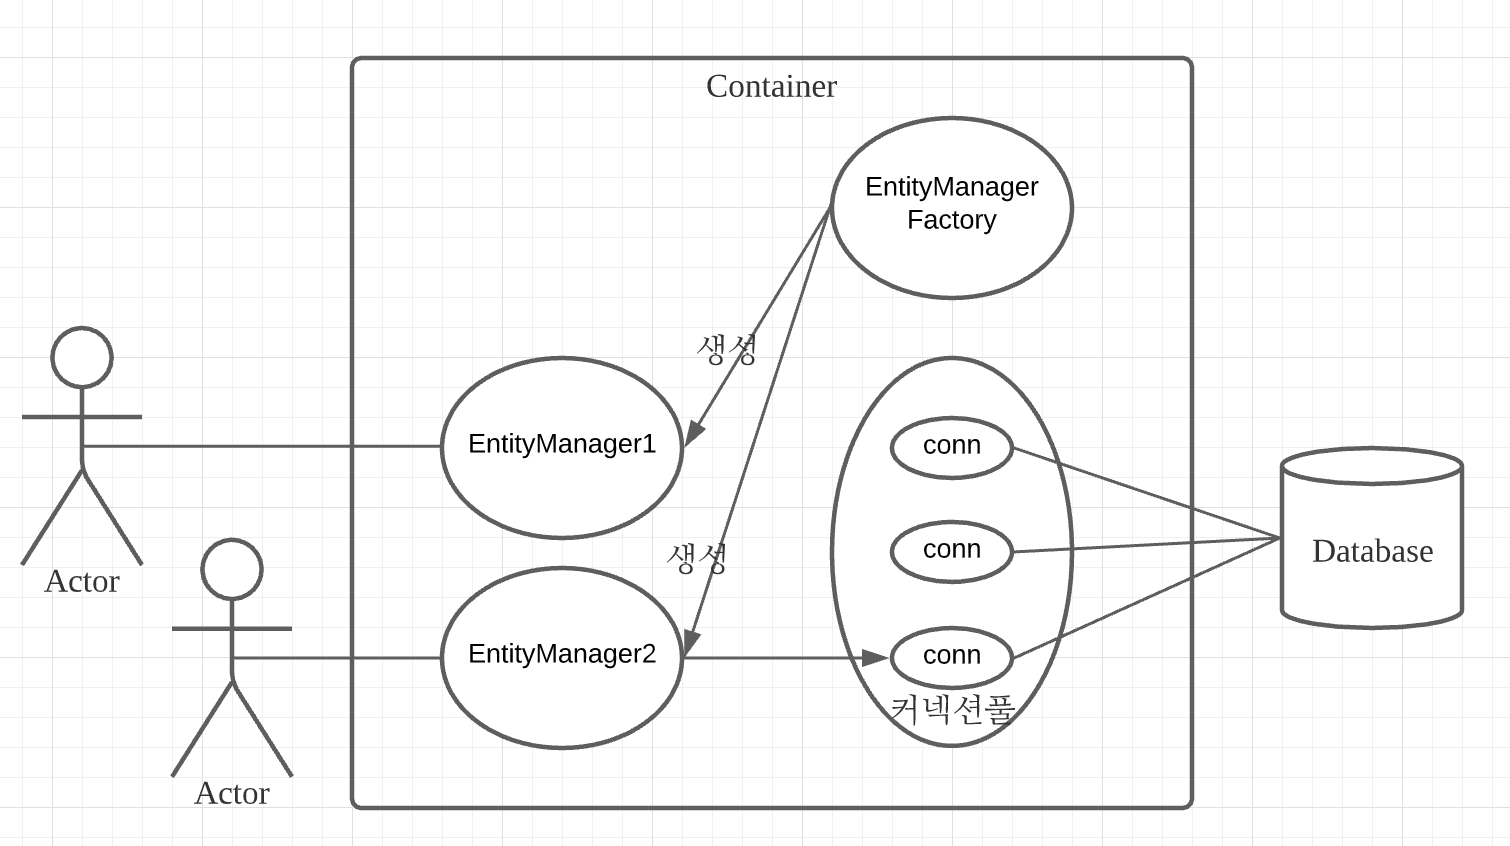 Container
EntityManager
Factory
생성
EntityManager1
conn
conn
Database
생성
Actor
EntityManager2
conn
커넥션풀
Actor